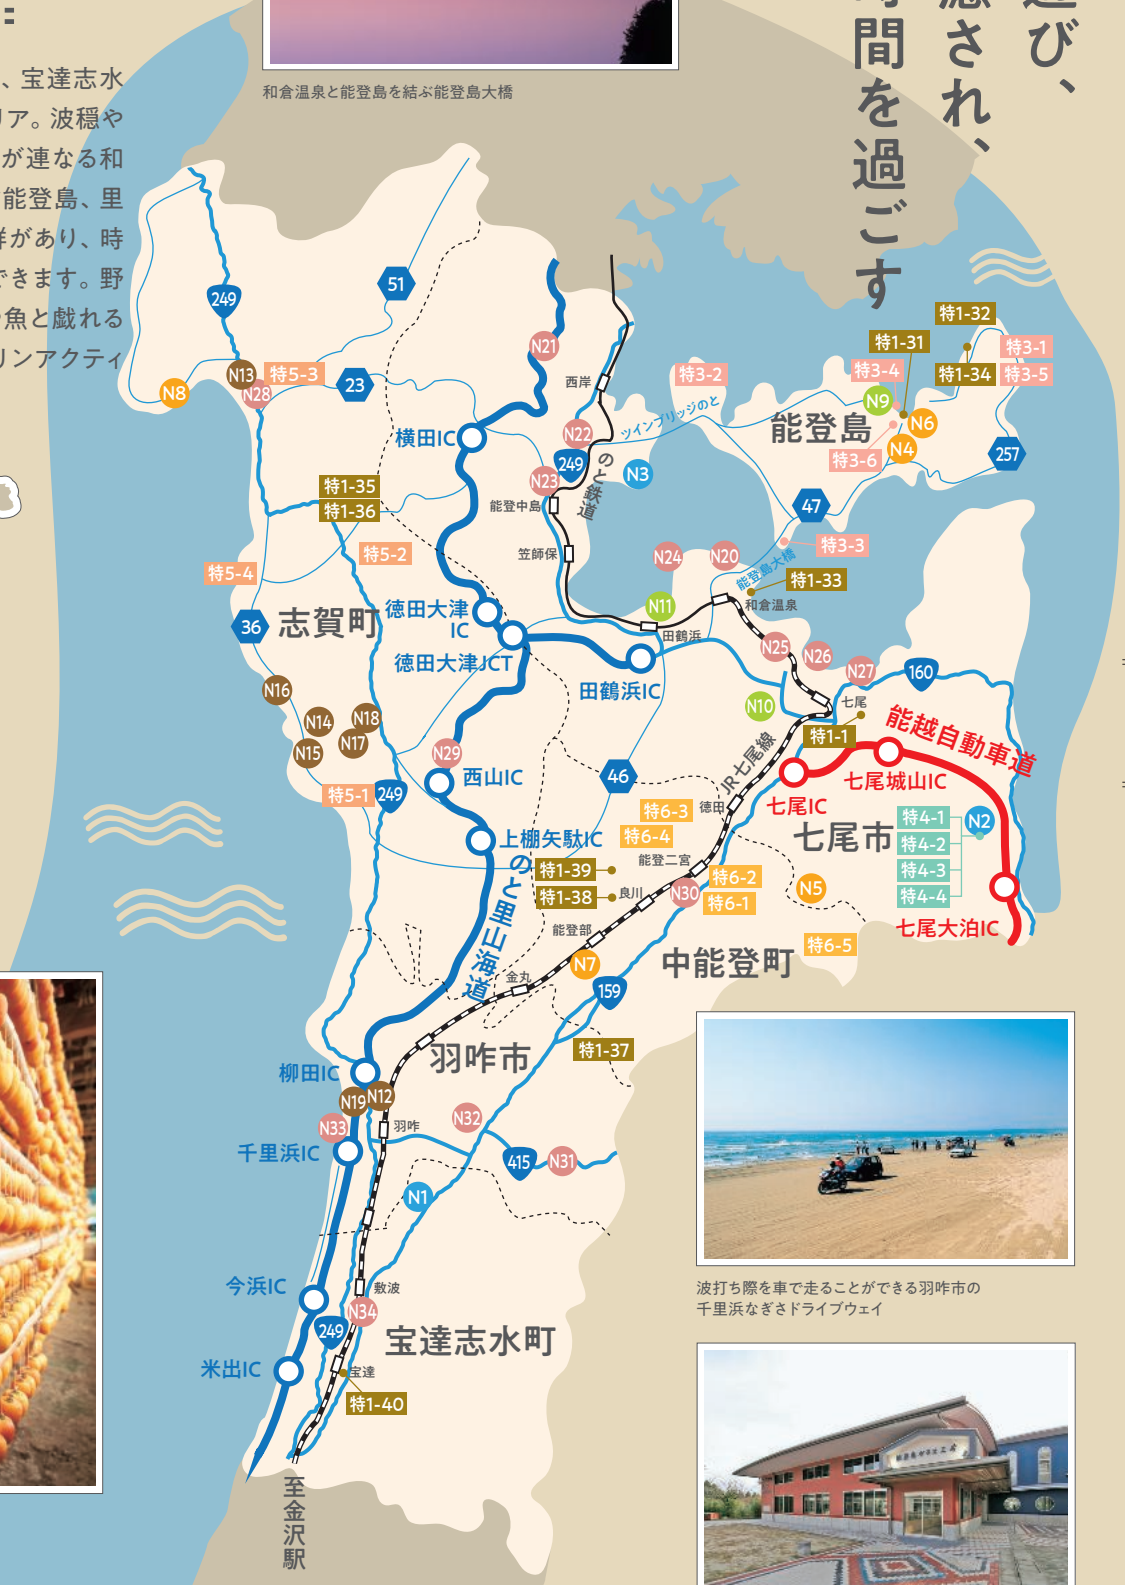 遊び、
癒され、
時間を過ごす
、宝達志水
リア。波穏や
が連なる和
能登島、里
群があり、時
できます。野
魚と戯れる
リンアクティ
和倉温泉と能登島を結ぶ能登島大橋
249
51
N21
特1-32
特1-31
特3-1
特3-4
特1-34
特3-5
N13
特5-3
N8
N28
23
西岸
特3-2
N9
ツインブリッジのと
能登島
N6
横田IC
N22
N4
249
のと鉄道
N3
特3-6
257
N23
特1-35
特1-36
能登中島
47
特5-2
笠師保
N24
N20
特3-3
能登島大橋
特5-4
特1-33
和倉温泉
N11
36
志賀町
徳田大津
IC
田鶴浜
徳田大津JCT
N25
N26
N27
160
田鶴浜IC
N16
N10
七尾
N14
N18
特1-1
能越自動車道
N15
N17
N29
JR七尾線
西山IC
46
七尾城山IC
七尾IC
特5-1
249
徳田
特6-3
特4-1
N2
上棚矢駄IC
特6-4
七尾市
特4-2
のと里山海道
能登二宮
特1-39
特4-3
特6-2
特1-38
良川
N30
特6-1
N5
特4-4
能登部
七尾大泊IC
特6-5
中能登町
N7
金丸
159
羽咋市
特1-37
柳田IC
N19
N12
N33
羽咋
N32
千里浜IC
415
N31
N1
今浜IC
敷波
N34
249
宝達志水町
米出IC
宝達
特1-40
至金沢駅
波打ち際を車で走ることができる羽咋市の
千里浜なぎさドライブウェイ